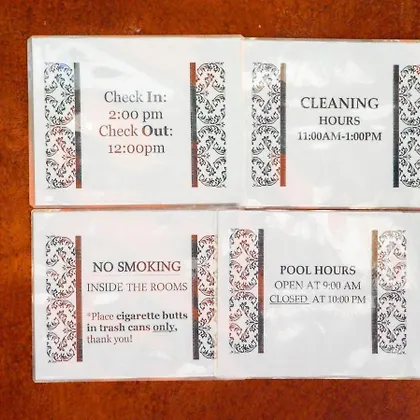 Check In:
2:00 pm
Check Out:
12:00pm
CLEANING
HOURS
11:00AM-1:00PM
NO SMOKING
INSIDE THE ROOMS
*Place cigarette butts
in trash cans only,
thank you!
POOL HOURS
OPEN AT 9:00 AM
CLOSED AT 10:00 PM